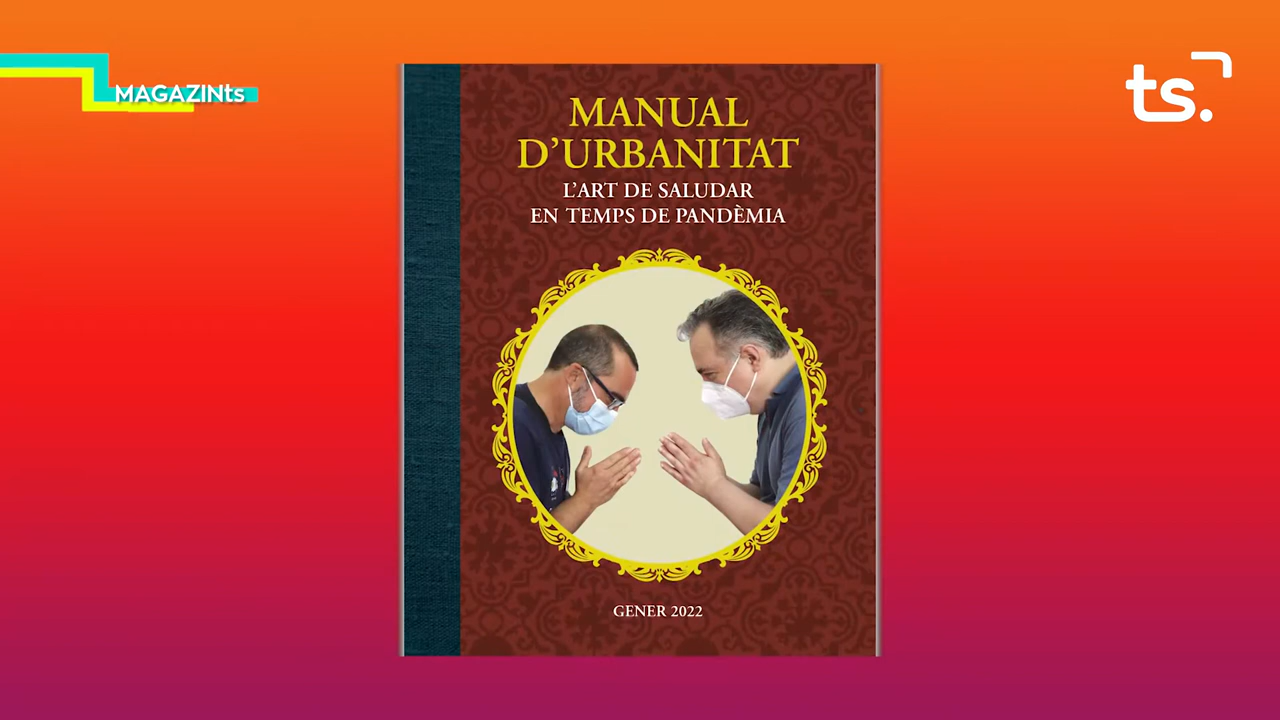 MAGAZINts
ts.
MANUAL
D'URBANITAT
L'ART DE SALUDAR
EN TEMPS DE PANDÈMIA
GENER 2022